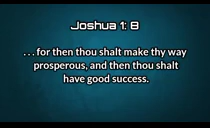 Joshua 1: 8
. . . for then thou shalt make thy way
prosperous, and then thou shalt
have good success.